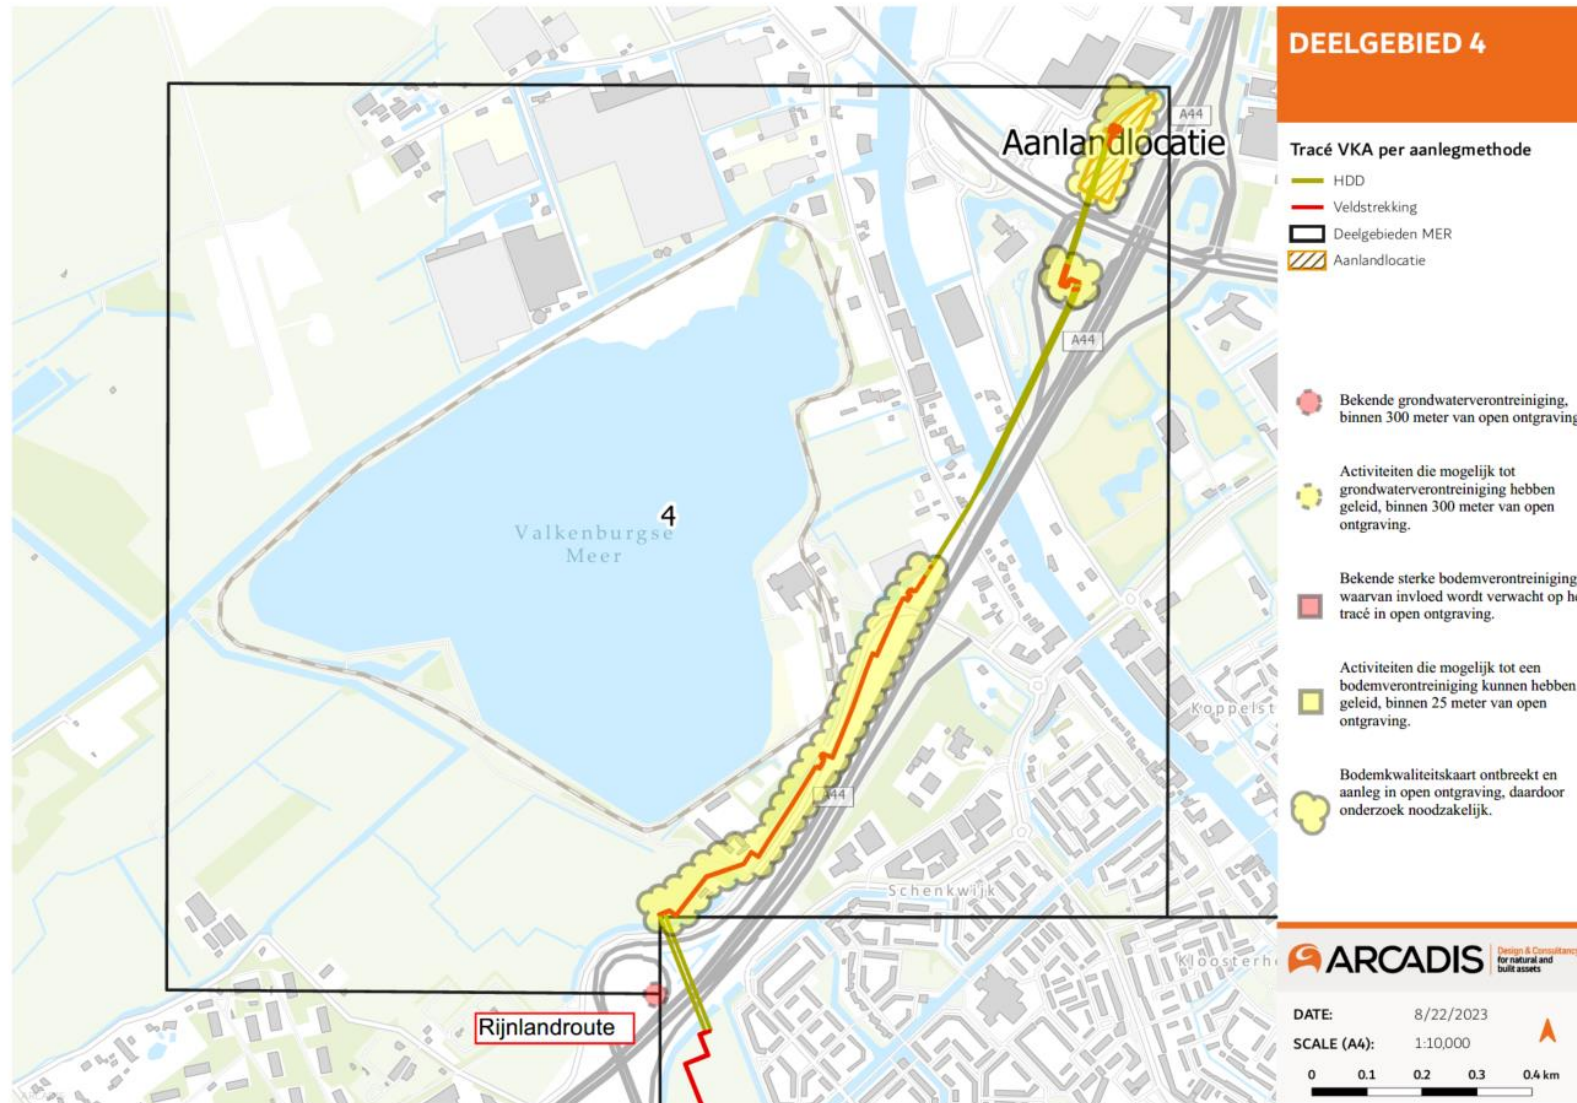 DEELGEBIED 4
Tracé VKA per aanlegmethode
HDD
Veldstrekking
Deelgebieden MER
Aanlandlocatie
Bekende grondwaterverontreiniging,
binnen 300 meter van open ontgraving
Activiteiten die mogelijk tot
grondwaterverontreiniging hebben
geleid, binnen 300 meter van open
ontgraving.
Bekende sterke bodemverontreiniging
waarvan invloed wordt verwacht op he
tracé in open ontgraving.
Activiteiten die mogelijk tot een
bodemverontreiniging kunnen hebben
geleid, binnen 25 meter van open
ontgraving.
Bodemkwaliteitskaart ontbreekt en
aanleg in open ontgraving, daardoor
onderzoek noodzakelijk.
ARCADIS
Design & Consultancy
for natural and
built assets
DATE: 8/22/2023
SCALE (A4): 1:10,000
0 0.1 0.2 0.3 0.4 km
A44
Aanlandlocatie
A44
4
Valkenburgse
Meer
Koppelst
A44
Schenkwijk
Kloosterh
Rijnlandroute
ARCADIS